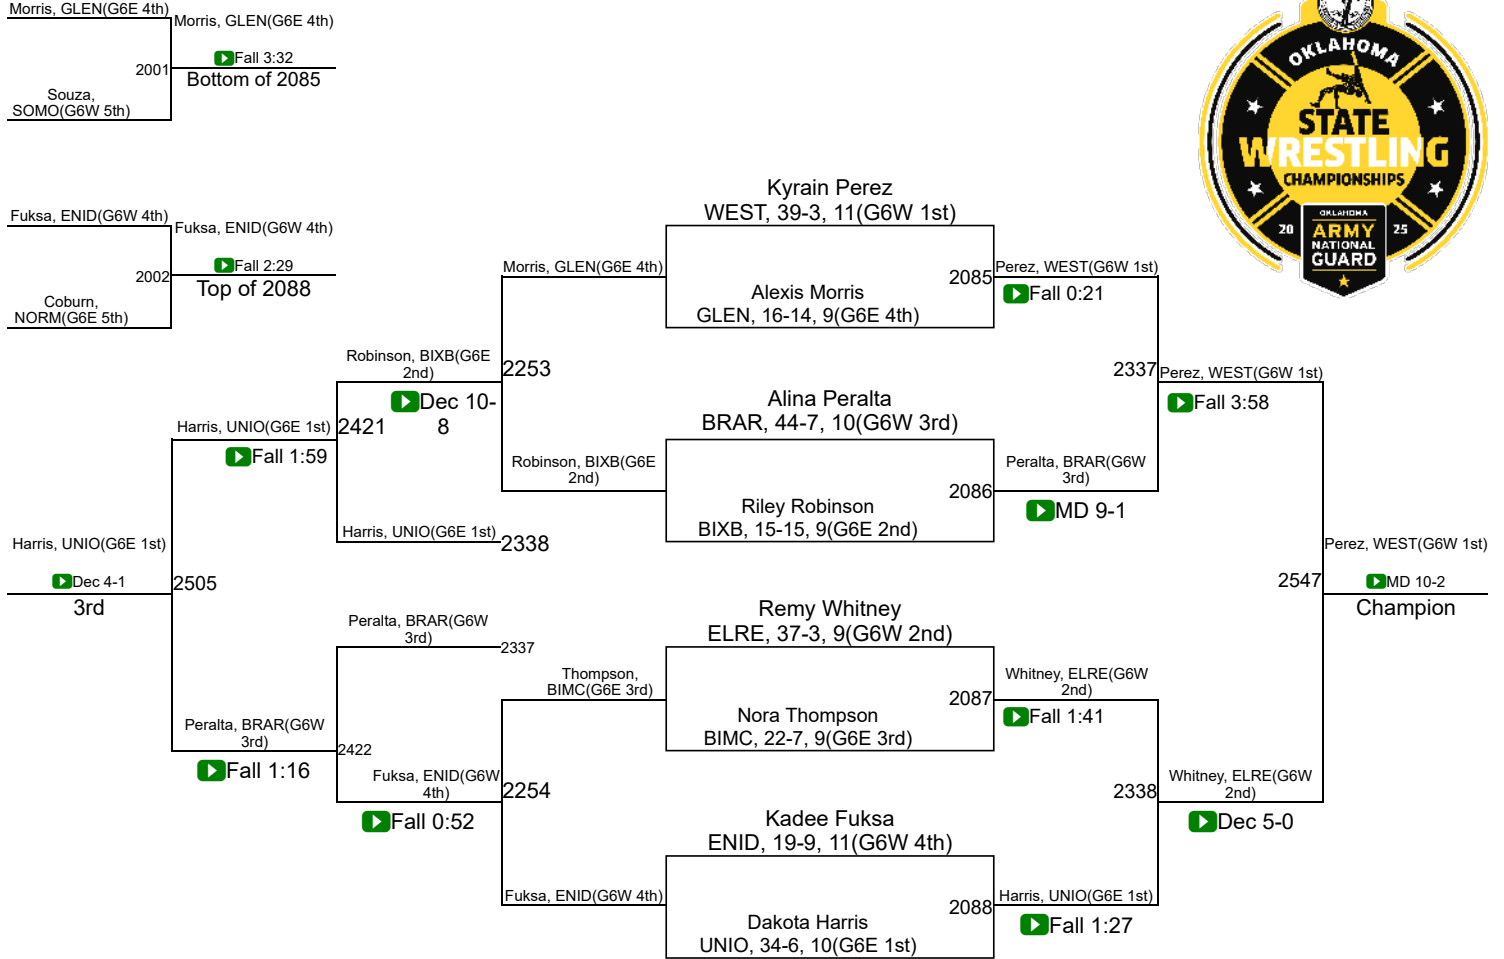 Morris, GLEN(G6E 4th)
Morris, GLEN(G6E 4th)
Fall 3:32
2001
Bottom of 2085
Souza,
SOMO(G6W 5th)
OKLAHOMA
STATE
WRESTLING
CHAMPIONSHIPS
OKLAHOMA
20 ARMY 25
NATIONAL
GUARD
Fuksa, ENID(G6W 4th)
Fuksa, ENID(G6W 4th)
Fall 2:29
2002
Top of 2088
Coburn,
NORM(G6E 5th)
Kyrain Perez
WEST, 39-3, 11(G6W 1st)
Morris, GLEN(G6E 4th)
2085
Perez, WEST(G6W 1st)
Fall 0:21
Alexis Morris
GLEN, 16-14, 9(G6E 4th)
Robinson, BIXB(G6E
2nd)
2253
2337
Perez, WEST(G6W 1st)
Fall 3:58
Dec 10-
8
Alina Peralta
BRAR, 44-7, 10(G6W 3rd)
Harris, UNIO(G6E 1st)
2421
Fall 1:59
Robinson, BIXB(G6E
2nd)
2086
Peralta, BRAR(G6W
3rd)
MD 9-1
Riley Robinson
BIXB, 15-15, 9(G6E 2nd)
Harris, UNIO(G6E 1st)
2338
Harris, UNIO(G6E 1st)
Dec 4-1
2505
3rd
Perez, WEST(G6W 1st)
2547
MD 10-2
Champion
Remy Whitney
ELRE, 37-3, 9(G6W 2nd)
Peralta, BRAR(G6W
3rd)
2337
Thompson,
BIMC(G6E 3rd)
2087
Whitney, ELRE(G6W
2nd)
Fall 1:41
Nora Thompson
BIMC, 22-7, 9(G6E 3rd)
Peralta, BRAR(G6W
3rd)
2422
Fall 1:16
Fuksa, ENID(G6W
4th)
2254
Fall 0:52
2338
Whitney, ELRE(G6W
2nd)
Dec 5-0
Kadee Fuksa
ENID, 19-9, 11(G6W 4th)
Fuksa, ENID(G6W 4th)
2088
Harris, UNIO(G6E 1st)
Fall 1:27
Dakota Harris
UNIO, 34-6, 10(G6E 1st)